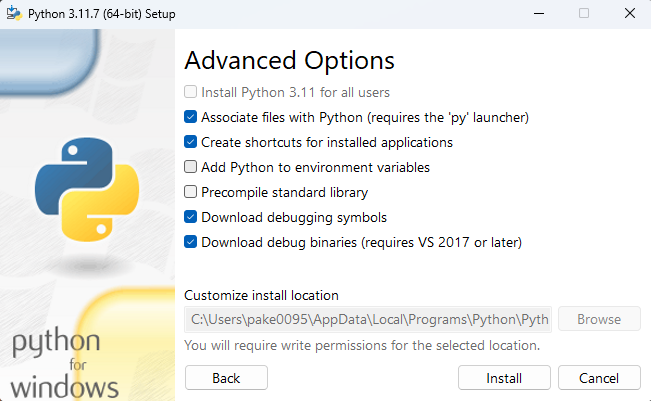 Python 3.11.7 (64-bit) Setup
Advanced Options
Install Python 3.11 for all users
Associate files with Python (requires the 'py' launcher)
Create shortcuts for installed applications
Add Python to environment variables
Precompile standard library
Download debugging symbols
Download debug binaries (requires VS 2017 or later)
Customize install location
C:\Users\pake0095\AppData\Local\Programs\Python\Pyth
Browse
You will require write permissions for the selected location.
python
for
windows
Back
Install
Cancel